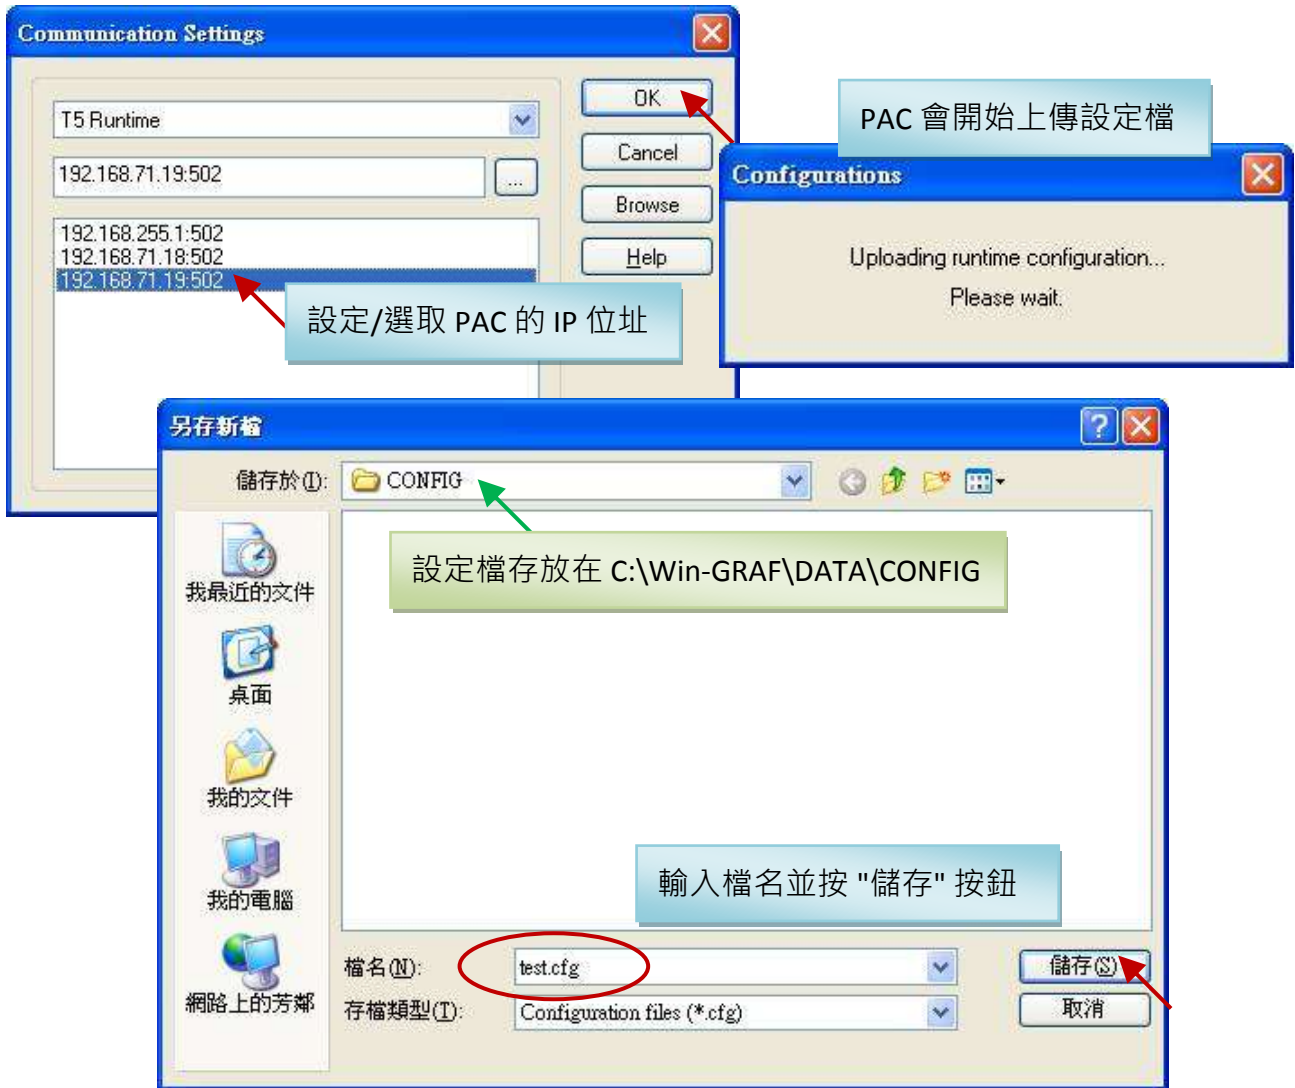 Communication Settings
T5 Runtime
192.168.71.19:502
...
192.168.255.1:502
192.168.71.18:502
192.168.71.19:502
OK
Cancel
Browse
Help
設定/選取 PAC 的 IP 位址
PAC 會開始上傳設定檔
Configurations
Uploading runtime configuration...
Please wait.
另存新檔
儲存於(I):
CONFIG
設定檔存放在 C:\Win-GRAF\DATA\CONFIG
我最近的文件
桌面
我的文件
我的電腦
網路上的芳鄰
輸入檔名並按 "儲存" 按鈕
檔名(N):
test.cfg
儲存(S)
存檔類型(T):
Configuration files (*.cfg)
取消